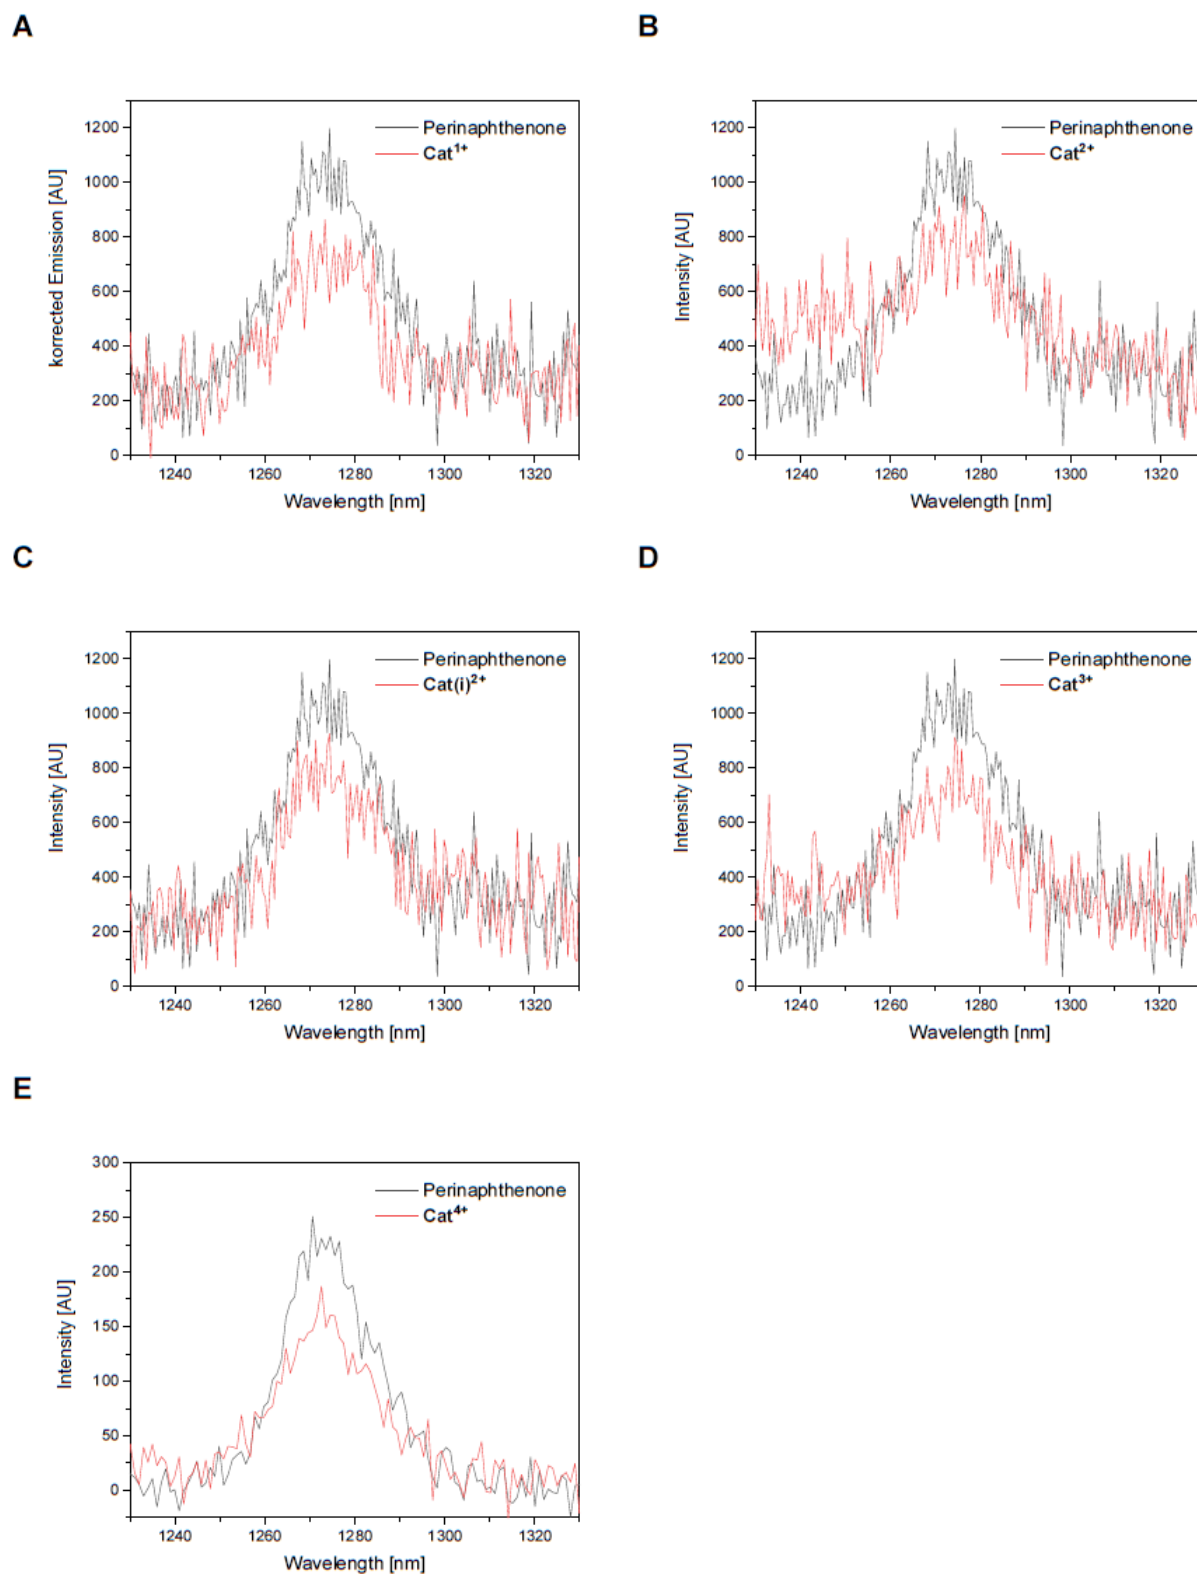 A
B
1200
1000
800
600
400
200
0
korrected Emission [AU]
Perinaphthenone
Cat¹⁺
1240 1260 1280 1300 1320
Wavelength [nm]
1200
1000
800
600
400
200
0
Intensity [AU]
Perinaphthenone
Cat²⁺
1240 1260 1280 1300 1320
Wavelength [nm]
C
D
1200
1000
800
600
400
200
0
Intensity [AU]
Perinaphthenone
Cat(i)²⁺
1240 1260 1280 1300 1320
Wavelength [nm]
1200
1000
800
600
400
200
0
Intensity [AU]
Perinaphthenone
Cat³⁺
1240 1260 1280 1300 1320
Wavelength [nm]
E
300
250
200
150
100
50
0
Intensity [AU]
Perinaphthenone
Cat⁴⁺
1240 1260 1280 1300 1320
Wavelength [nm]